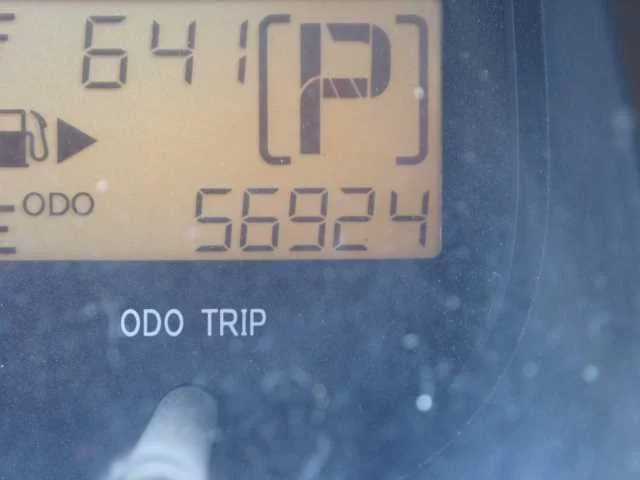 F 641 [P]
ODO
E 56924
ODO TRIP